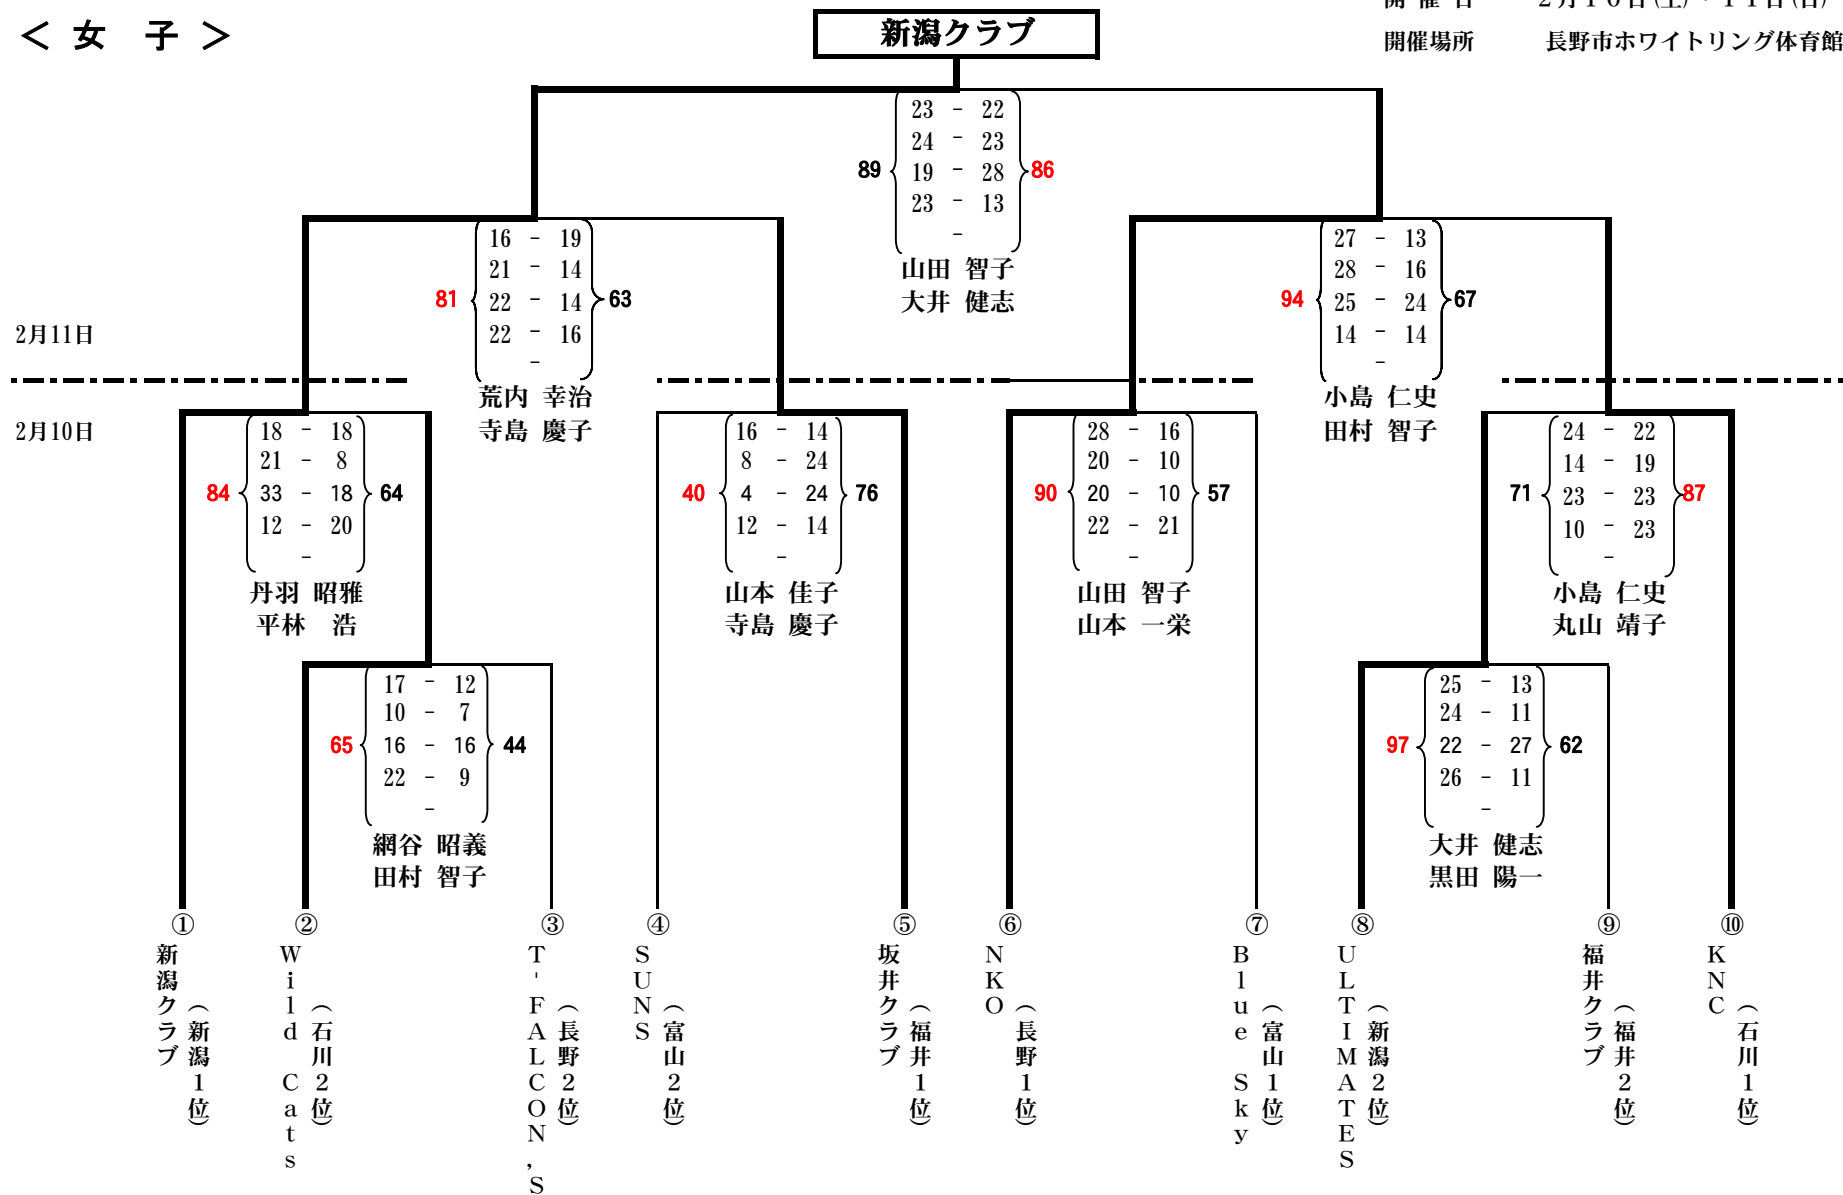 ＜ 女　子 ＞
新潟クラブ
開 催 日　２月１０日(土)・１１日(日)
開催場所　長野市ホワイトリング体育館
23 － 22
24 － 23
89 19 － 28 86
23 － 13
－
山田 智子
大井 健志
16 － 19
21 － 14
81 22 － 14 63
22 － 16
－
荒内 幸治
寺島 慶子
27 － 13
28 － 16
94 25 － 24 67
14 － 14
－
小島 仁史
田村 智子
2月11日
2月10日
18 － 18
21 － 8
84 33 － 18 64
12 － 20
－
丹羽 昭雅
平林　浩
16 － 14
8 － 24
40 4 － 24 76
12 － 14
－
山本 佳子
寺島 慶子
28 － 16
20 － 10
90 20 － 10 57
22 － 21
－
山田 智子
山本 一栄
24 － 22
14 － 19
71 23 － 23 87
10 － 23
－
小島 仁史
丸山 靖子
17 － 12
10 － 7
65 16 － 16 44
22 － 9
－
網谷 昭義
田村 智子
25 － 13
24 － 11
97 22 － 27 62
26 － 11
－
大井 健志
黒田 陽一
①
新潟クラブ
（新潟１位）
②
Wild Cats
（石川２位）
③
T'FALCON,S
（長野２位）
④
SUNS
（富山２位）
⑤
坂井クラブ
（福井１位）
⑥
NKO
（長野１位）
⑦
Blue Sky
（富山１位）
⑧
ULTIMATES
（新潟２位）
⑨
福井クラブ
（福井２位）
⑩
KNC
（石川１位）